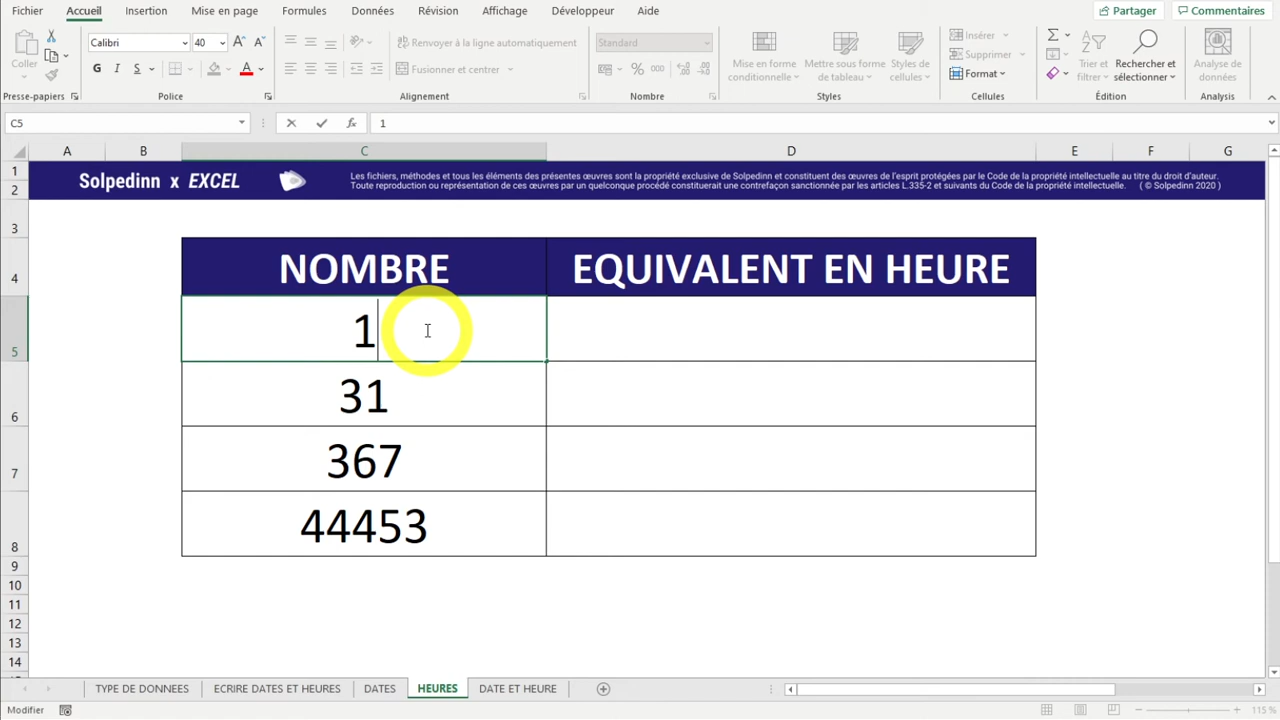 Fichier Accueil Insertion Mise en page Formules Données Révision Affichage Développeur Aide Partager Commentaires
Coller
Calibri 40
Renvoyer à la ligne automatiquement
Standard
Mise en forme conditionnelle
Mettre sous forme de tableau
Styles de cellules
Insérer
Supprimer
Format
Trier et filtrer
Rechercher et sélectionner
Analyse de données
G I S
Fusionner et centrer
% 000
Presse-papiers Police Alignement Nombre Styles Cellules Édition Analysis
C5 fx 1
A B C D E F G
1
2
Solpedinn x EXCEL
Les fichiers, méthodes et tous les éléments des présentes œuvres sont la propriété exclusive de Solpedinn et constituent des œuvres de l'esprit protégées par le Code de la propriété intellectuelle au titre du droit d'auteur.
Toute reproduction ou représentation de ces œuvres par un quelconque procédé constituerait une contrefaçon sanctionnée par les articles L.335-2 et suivants du Code de la propriété intellectuelle. ( © Solpedinn 2020 )
3
4 NOMBRE EQUIVALENT EN HEURE
5 1
6 31
7 367
8 44453
9
10
11
12
13
14
TYPE DE DONNEES ECRIRE DATES ET HEURES DATES HEURES DATE ET HEURE
Modifier 115 %